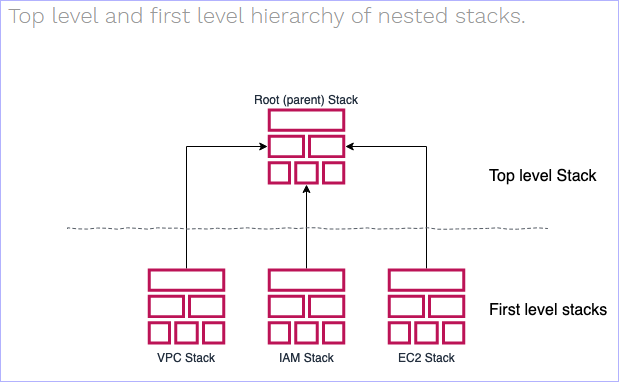 Top level and first level hierarchy of nested stacks.
Root (parent) Stack
Top level Stack
First level stacks
VPC Stack
IAM Stack
EC2 Stack